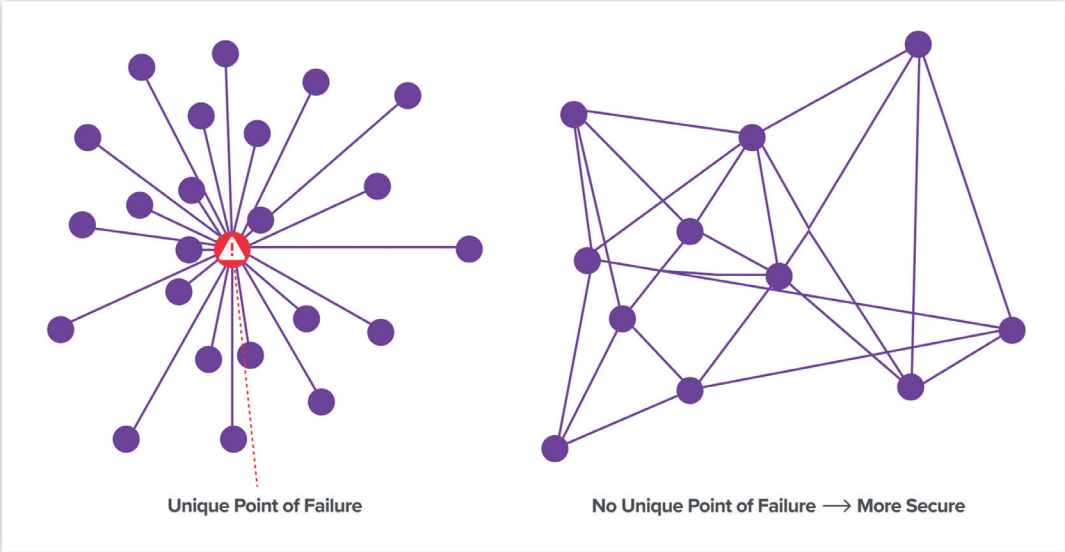 !
Unique Point of Failure
No Unique Point of Failure → More Secure